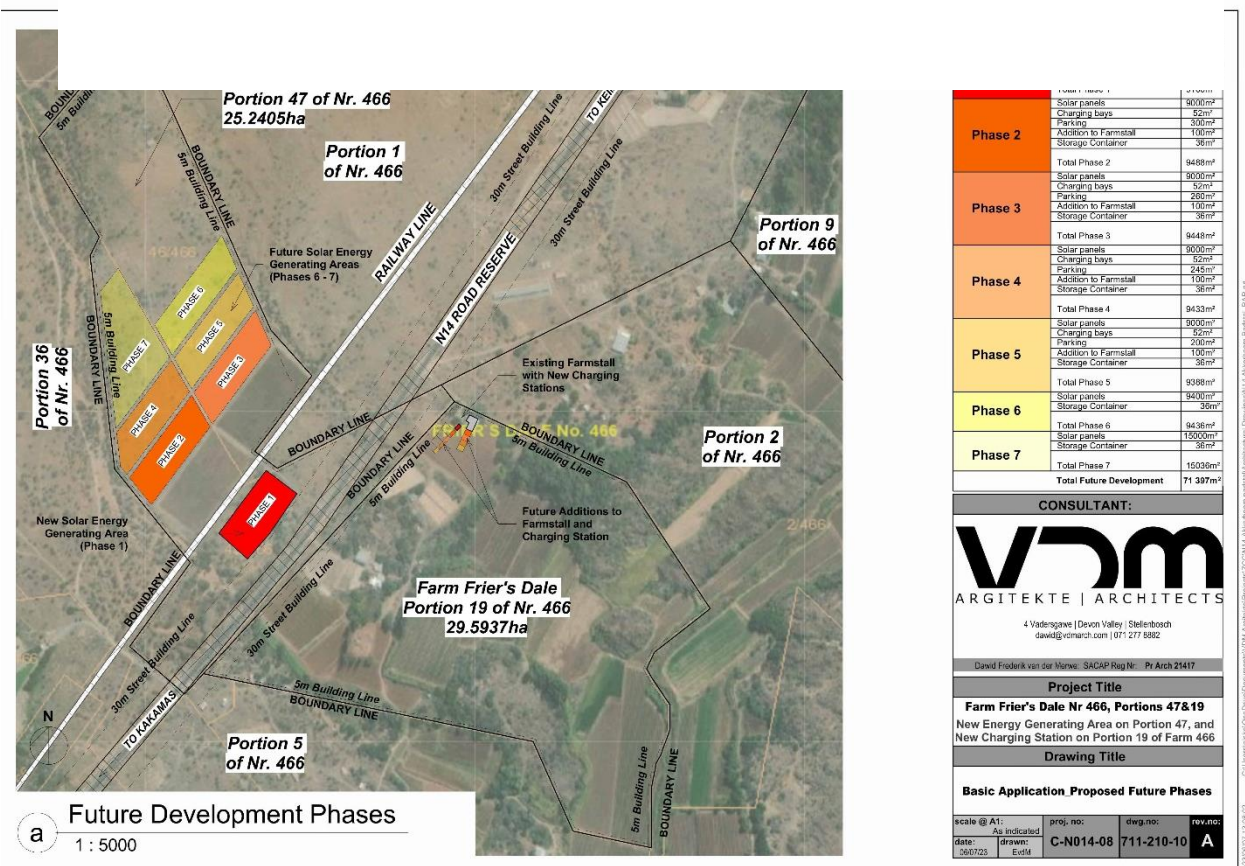 Portion 47 of Nr. 466
25.2405ha
Portion 1
of Nr. 466
Portion 9
of Nr. 466
BOUNDARY LINE
5m Building Line
30m Street Building Line
30m Street Building Line
TO KEI
RAILWAY LINE
N14 ROAD RESERVE
46/466
Future Solar Energy
Generating Areas
(Phases 6 - 7)
PHASE 6
PHASE 5
PHASE 7
PHASE 3
PHASE 4
PHASE 2
PHASE 1
5m Building Line
BOUNDARY LINE
Portion 36
of Nr. 466
Existing Farmstall
with New Charging
Stations
BOUNDARY LINE
BOUNDARY LINE
5m Building Line
BOUNDARY LINE
5m Building Line
Portion 2
of Nr. 466
2/466
New Solar Energy
Generating Area
(Phase 1)
Future Additions to
Farmstall and
Charging Station
BOUNDARY LINE
30m Street Building Line
30m Street Building Line
Farm Frier's Dale
Portion 19 of Nr. 466
29.5937ha
5m Building Line
BOUNDARY LINE
5m Building Line
BOUNDARY LINE
TO KAKAMAS
N
Portion 5
of Nr. 466
a
Future Development Phases
1 : 5000
Phase 2
Solar panels 9000m²
Charging bays 52m²
Parking 300m²
Addition to Farmstall 100m²
Storage Container 36m²
Total Phase 2 9488m²
Phase 3
Solar panels 9000m²
Charging bays 52m²
Parking 260m²
Addition to Farmstall 100m²
Storage Container 36m²
Total Phase 3 9448m²
Phase 4
Solar panels 9000m²
Charging bays 52m²
Parking 245m²
Addition to Farmstall 100m²
Storage Container 36m²
Total Phase 4 9433m²
Phase 5
Solar panels 9000m²
Charging bays 52m²
Parking 200m²
Addition to Farmstall 100m²
Storage Container 36m²
Total Phase 5 9388m²
Phase 6
Solar panels 9400m²
Storage Container 36m²
Total Phase 6 9436m²
Phase 7
Solar panels 15000m²
Storage Container 36m²
Total Phase 7 15036m²
Total Future Development 71 397m²
CONSULTANT:
VDM
ARGITEKTE | ARCHITECTS
4 Vadersgawe | Devon Valley | Stellenbosch
dawid@vdmarch.com | 071 277 8882
Dawid Frederik van der Merwe: SACAP Reg Nr: Pr Arch 21417
Project Title
Farm Frier's Dale Nr 466, Portions 47&19
New Energy Generating Area on Portion 47, and
New Charging Station on Portion 19 of Farm 466
Drawing Title
Basic Application_Proposed Future Phases
scale @ A1:
As indicated
date:
06/07/23
drawn:
EvdM
proj. no:
C-N014-08
dwg.no:
711-210-10
rev.no:
A